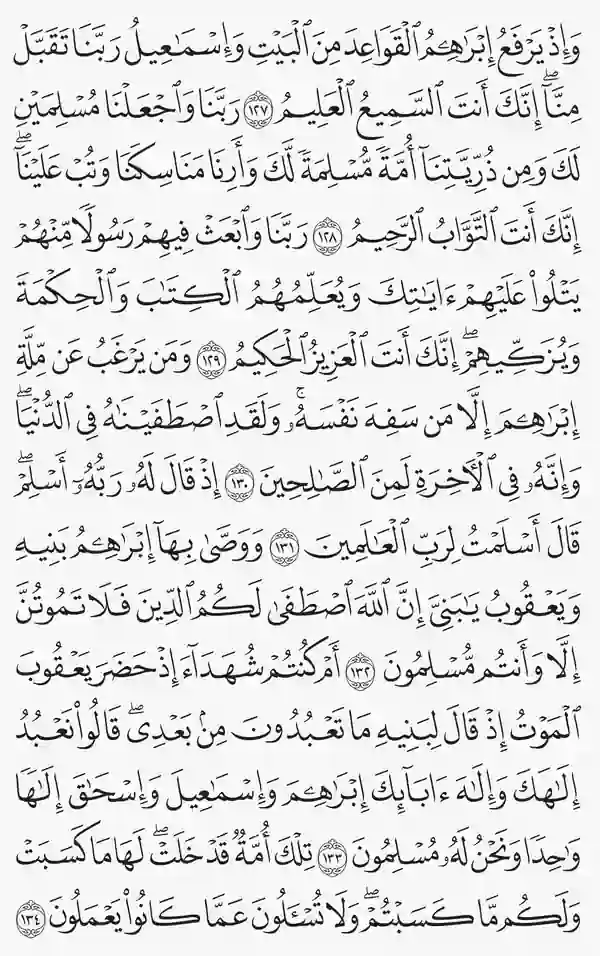 وَإِذۡ يَرۡفَعُ إِبۡرَٰهِـۧمُ ٱلۡقَوَاعِدَ مِنَ ٱلۡبَيۡتِ وَإِسۡمَٰعِيلُ رَبَّنَا تَقَبَّلۡ
مِنَّآۖ إِنَّكَ أَنتَ ٱلسَّمِيعُ ٱلۡعَلِيمُ ١٢٧ رَبَّنَا وَٱجۡعَلۡنَا مُسۡلِمَيۡنِ
لَكَ وَمِن ذُرِّيَّتِنَآ أُمَّةٗ مُّسۡلِمَةٗ لَّكَ وَأَرِنَا مَنَاسِكَنَا وَتُبۡ عَلَيۡنَآۖ
إِنَّكَ أَنتَ ٱلتَّوَّابُ ٱلرَّحِيمُ ١٢٨ رَبَّنَا وَٱبۡعَثۡ فِيهِمۡ رَسُولٗا مِّنۡهُمۡ
يَتۡلُواْ عَلَيۡهِمۡ ءَايَٰتِكَ وَيُعَلِّمُهُمُ ٱلۡكِتَٰبَ وَٱلۡحِكۡمَةَ
وَيُزَكِّيهِمۡۖ إِنَّكَ أَنتَ ٱلۡعَزِيزُ ٱلۡحَكِيمُ ١٢٩ وَمَن يَرۡغَبُ عَن مِّلَّةِ
إِبۡرَٰهِـۧمَ إِلَّا مَن سَفِهَ نَفۡسَهُۥۚ وَلَقَدِ ٱصۡطَفَيۡنَٰهُ فِي ٱلدُّنۡيَاۖ
وَإِنَّهُۥ فِي ٱلۡأٓخِرَةِ لَمِنَ ٱلصَّٰلِحِينَ ١٣٠ إِذۡ قَالَ لَهُۥ رَبُّهُۥٓ أَسۡلِمۡۖ
قَالَ أَسۡلَمۡتُ لِرَبِّ ٱلۡعَٰلَمِينَ ١٣١ وَوَصَّىٰ بِهَآ إِبۡرَٰهِـۧمُ بَنِيهِ
وَيَعۡقُوبُ يَٰبَنِيَّ إِنَّ ٱللَّهَ ٱصۡطَفَىٰ لَكُمُ ٱلدِّينَ فَلَا تَمُوتُنَّ
إِلَّا وَأَنتُم مُّسۡلِمُونَ ١٣٢ أَمۡ كُنتُمۡ شُهَدَآءَ إِذۡ حَضَرَ يَعۡقُوبَ
ٱلۡمَوۡتُ إِذۡ قَالَ لِبَنِيهِ مَا تَعۡبُدُونَ مِنۢ بَعۡدِيۖ قَالُواْ نَعۡبُدُ
إِلَٰهَكَ وَإِلَٰهَ ءَابَآئِكَ إِبۡرَٰهِـۧمَ وَإِسۡمَٰعِيلَ وَإِسۡحَٰقَ إِلَٰهٗا
وَٰحِدٗا وَنَحۡنُ لَهُۥ مُسۡلِمُونَ ١٣٣ تِلۡكَ أُمَّةٞ قَدۡ خَلَتۡۖ لَهَا مَا كَسَبَتۡ
وَلَكُم مَّا كَسَبۡتُمۡۖ وَلَا تُسۡـَٔلُونَ عَمَّا كَانُواْ يَعۡمَلُونَ ١٣٤